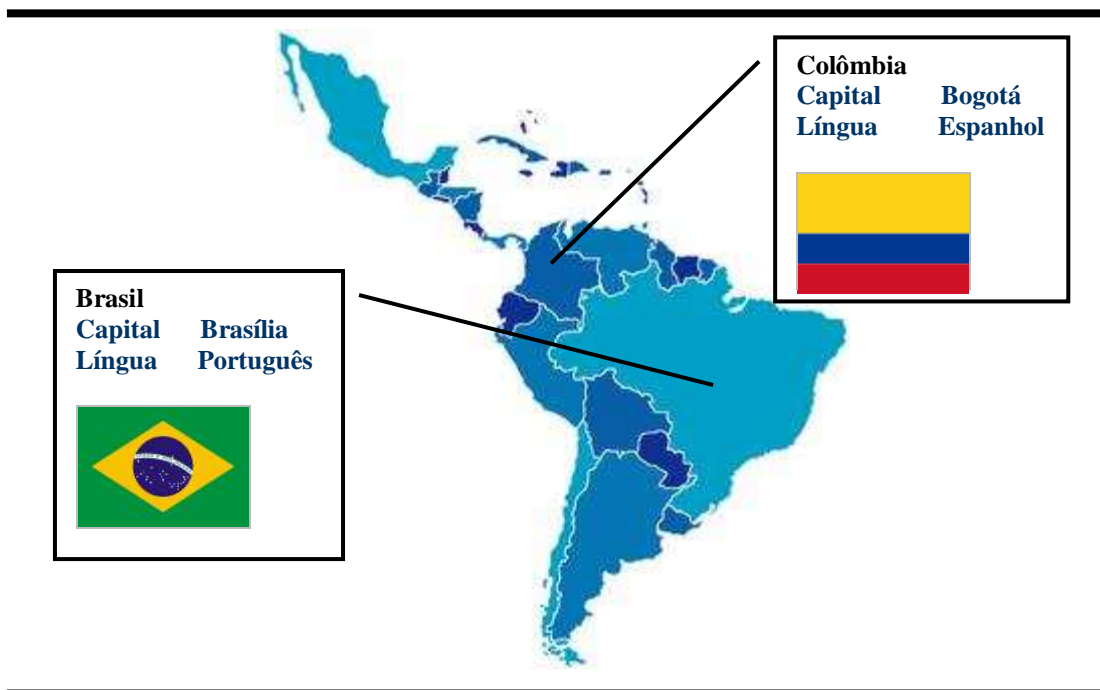 Colômbia
Capital Bogotá
Língua Espanhol
Brasil
Capital Brasília
Língua Português